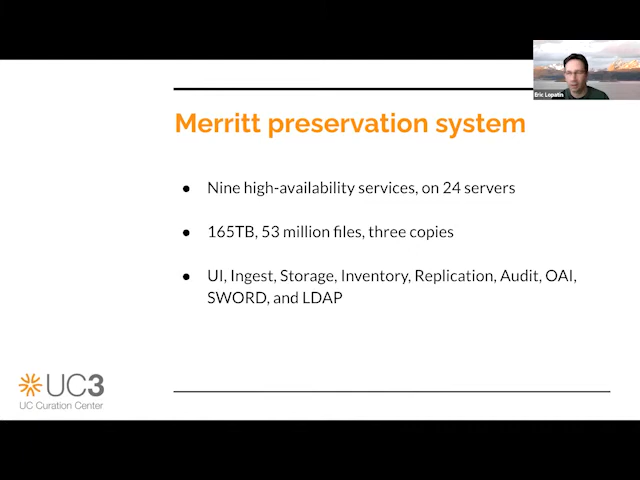 Eric Lopatin
Merritt preservation system
● Nine high-availability services, on 24 servers
● 165TB, 53 million files, three copies
● UI, Ingest, Storage, Inventory, Replication, Audit, OAI,
SWORD, and LDAP
UC3
UC Curation Center